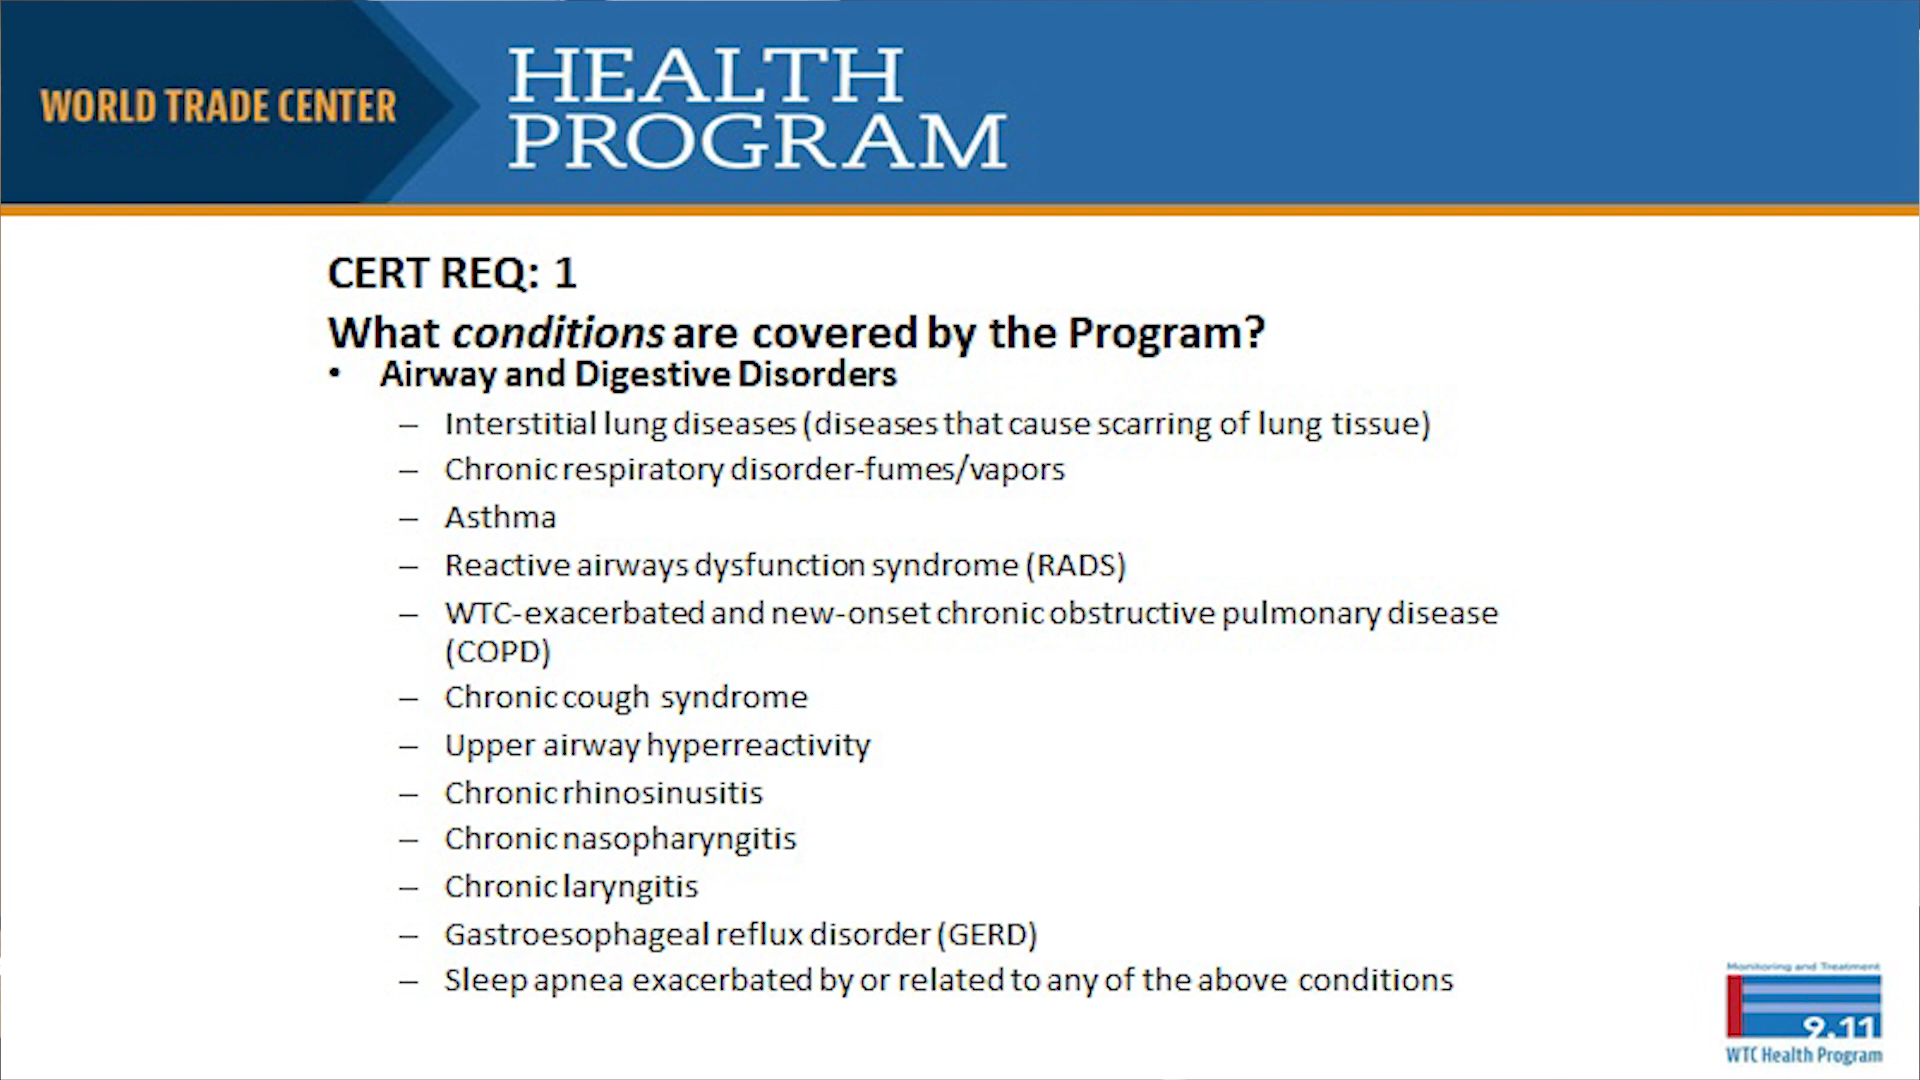 WORLD TRADE CENTER
HEALTH
PROGRAM
CERT REQ: 1
What conditions are covered by the Program?
• Airway and Digestive Disorders
– Interstitial lung diseases (diseases that cause scarring of lung tissue)
– Chronic respiratory disorder-fumes/vapors
– Asthma
– Reactive airways dysfunction syndrome (RADS)
– WTC-exacerbated and new-onset chronic obstructive pulmonary disease
(COPD)
– Chronic cough syndrome
– Upper airway hyperreactivity
– Chronic rhinosinusitis
– Chronic nasopharyngitis
– Chronic laryngitis
– Gastroesophageal reflux disorder (GERD)
– Sleep apnea exacerbated by or related to any of the above conditions
Monitoring and Treatment
9.11
WTC Health Program